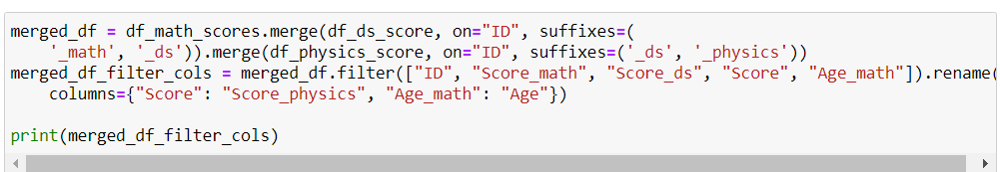 merged_df = df_math_scores.merge(df_ds_score, on="ID", suffixes=(
    '_math', '_ds')).merge(df_physics_score, on="ID", suffixes=('_ds', '_physics'))
merged_df_filter_cols = merged_df.filter(["ID", "Score_math", "Score_ds", "Score", "Age_math"]).rename(
    columns={"Score": "Score_physics", "Age_math": "Age"})
print(merged_df_filter_cols)